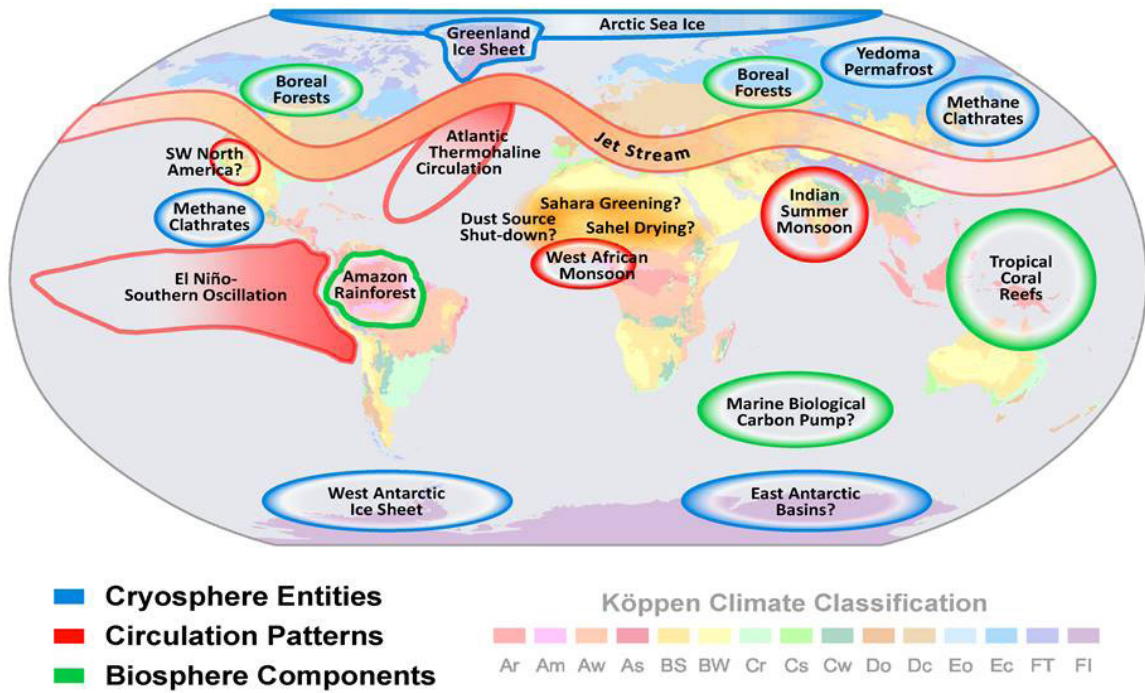 Arctic Sea Ice
Greenland
Ice Sheet
Yedoma
Permafrost
Boreal
Forests
Boreal
Forests
Methane
Clathrates
Atlantic
Thermohaline
Circulation
Jet Stream
SW North
America?
Methane
Clathrates
Sahara Greening?
Dust Source
Shut-down?
Sahel Drying?
Indian
Summer
Monsoon
West African
Monsoon
El Niño-
Southern Oscillation
Amazon
Rainforest
Tropical
Coral
Reefs
Marine Biological
Carbon Pump?
West Antarctic
Ice Sheet
East Antarctic
Basins?
Cryosphere Entities
Circulation Patterns
Biosphere Components
Köppen Climate Classification
Ar Am Aw As BS BW Cr Cs Cw Do Dc Eo Ec FT FI